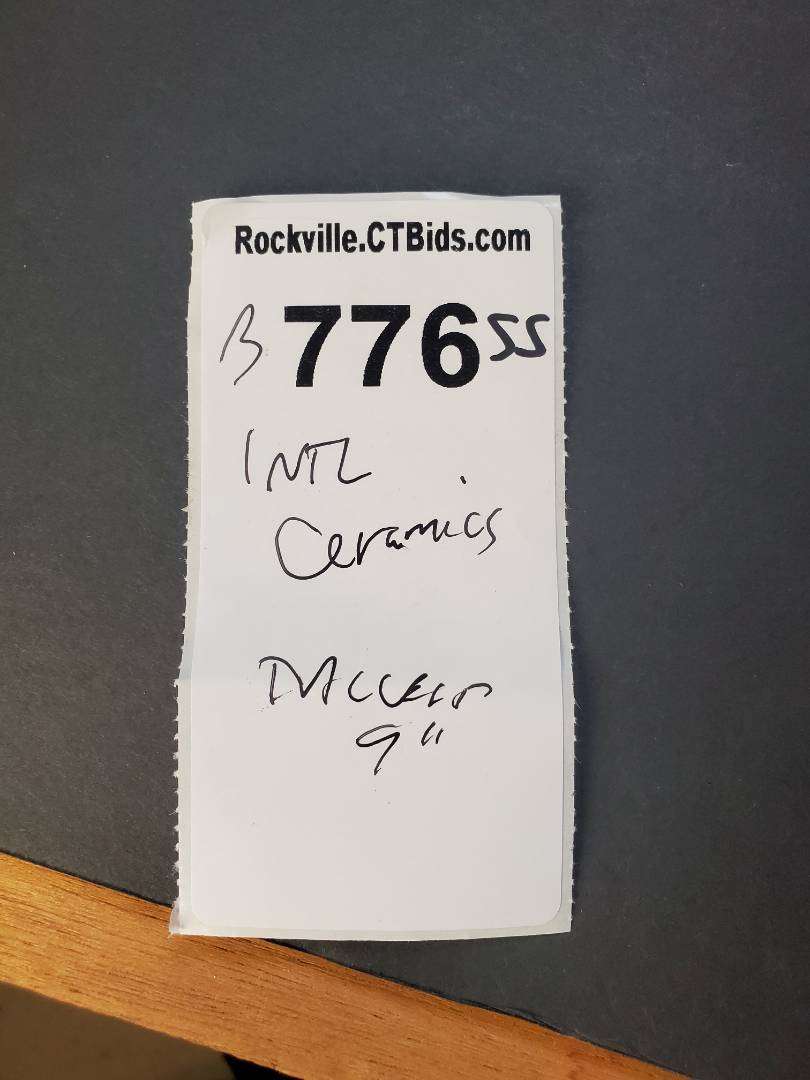 Rockville.CTBids.com
B 776 SS
INTL
Ceramics
9"